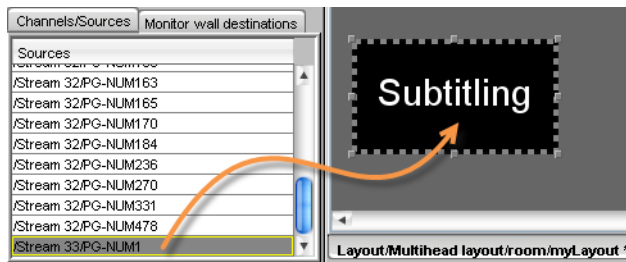 Channels/Sources
Monitor wall destinations
Sources
/Stream 32/PG-NUM163
/Stream 32/PG-NUM165
/Stream 32/PG-NUM170
/Stream 32/PG-NUM184
/Stream 32/PG-NUM236
/Stream 32/PG-NUM270
/Stream 32/PG-NUM331
/Stream 32/PG-NUM478
/Stream 33/PG-NUM1
Subtitling
Layout/Multihead layout/room/myLayout *